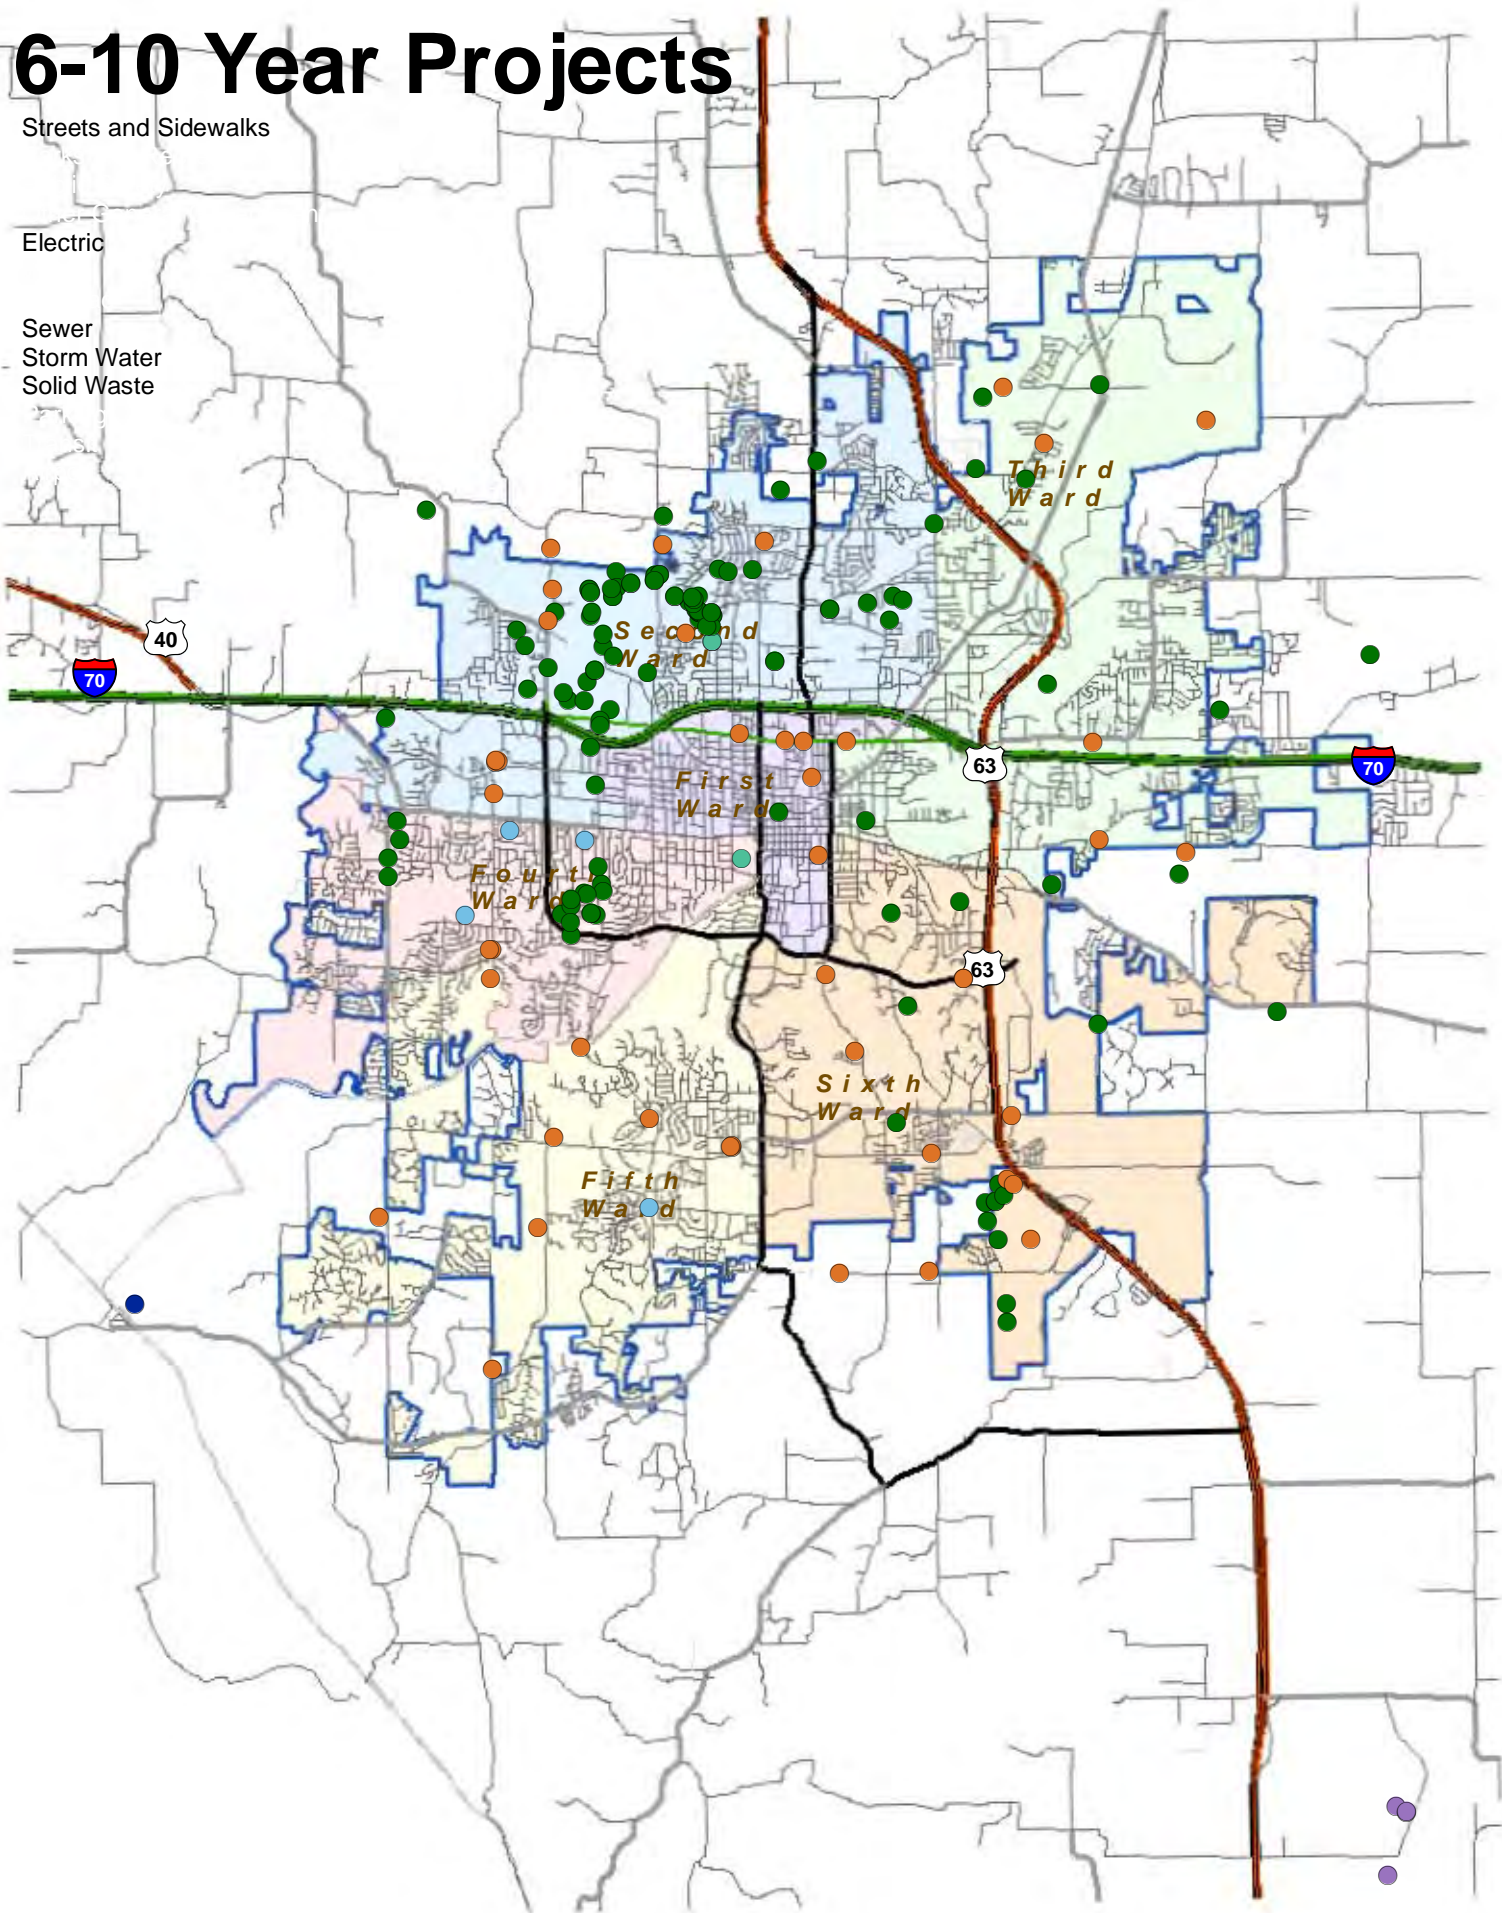 6-10 Year Projects
Streets and Sidewalks
Electric
Sewer
Storm Water
Solid Waste
Third
Ward
40
70
Second
Ward
63
70
First
Ward
Fourth
Ward
63
Sixth
Ward
Fifth
Ward